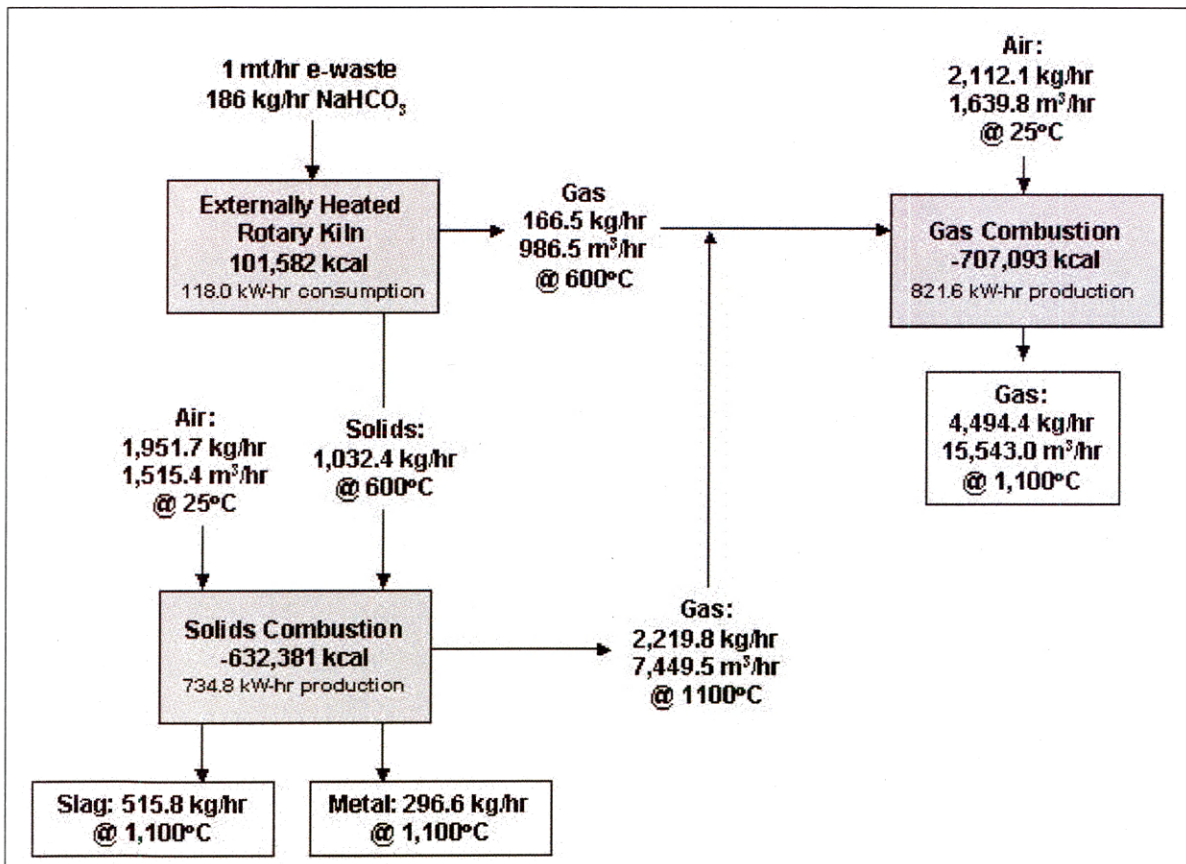 1 mt/hr e-waste
186 kg/hr NaHCO₃
Air:
2,112.1 kg/hr
1,639.8 m³/hr
@ 25°C
Externally Heated
Rotary Kiln
101,582 kcal
118.0 kW-hr consumption
Gas
166.5 kg/hr
986.5 m³/hr
@ 600°C
Gas Combustion
-707,093 kcal
821.6 kW-hr production
Air:
1,951.7 kg/hr
1,515.4 m³/hr
@ 25°C
Solids:
1,032.4 kg/hr
@ 600°C
Gas:
4,494.4 kg/hr
15,543.0 m³/hr
@ 1,100°C
Solids Combustion
-632,381 kcal
734.8 kW-hr production
Gas:
2,219.8 kg/hr
7,449.5 m³/hr
@ 1100°C
Slag: 515.8 kg/hr
@ 1,100°C
Metal: 296.6 kg/hr
@ 1,100°C